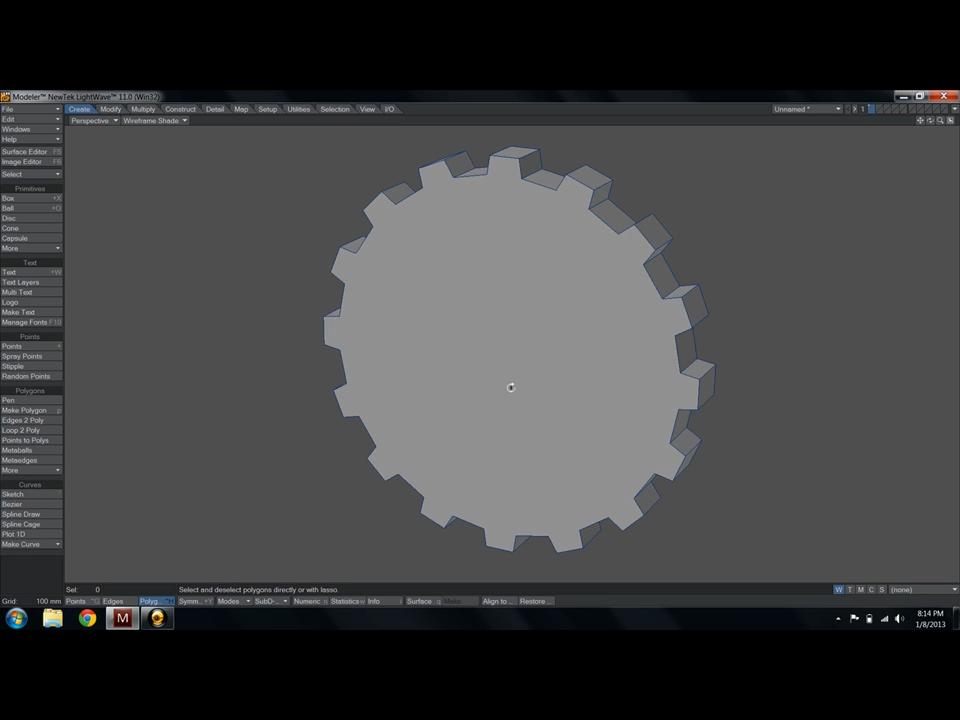 Modeler™ NewTek LightWave™ 11.0 (Win32)
File Create Modify Multiply Construct Detail Map Setup Utilities Selection View I/O Unnamed * 1
Edit Perspective Wireframe Shade
Windows
Help
Surface Editor F5
Image Editor F6
Select
Primitives
Box +X
Ball +O
Disc
Cone
Capsule
More
Text
Text +W
Text Layers
Multi Text
Logo
Make Text
Manage Fonts F10
Points
Points +
Spray Points
Stipple
Random Points
Polygons
Pen
Make Polygon p
Edges 2 Poly
Loop 2 Poly
Points to Polys
Metaballs
Metaedges
More
Curves
Sketch
Bezier
Spline Draw
Spline Cage
Plot 1D
Make Curve
Sel: 0 Select and deselect polygons directly or with lasso. W T M C S (none)
Grid: 100 mm Points ^G Edges Polyg... ^H Symm... +Y Modes SubD-... Numeric n Statistics w Info i Surface q Make Align to ... Restore...
8:14 PM
1/8/2013